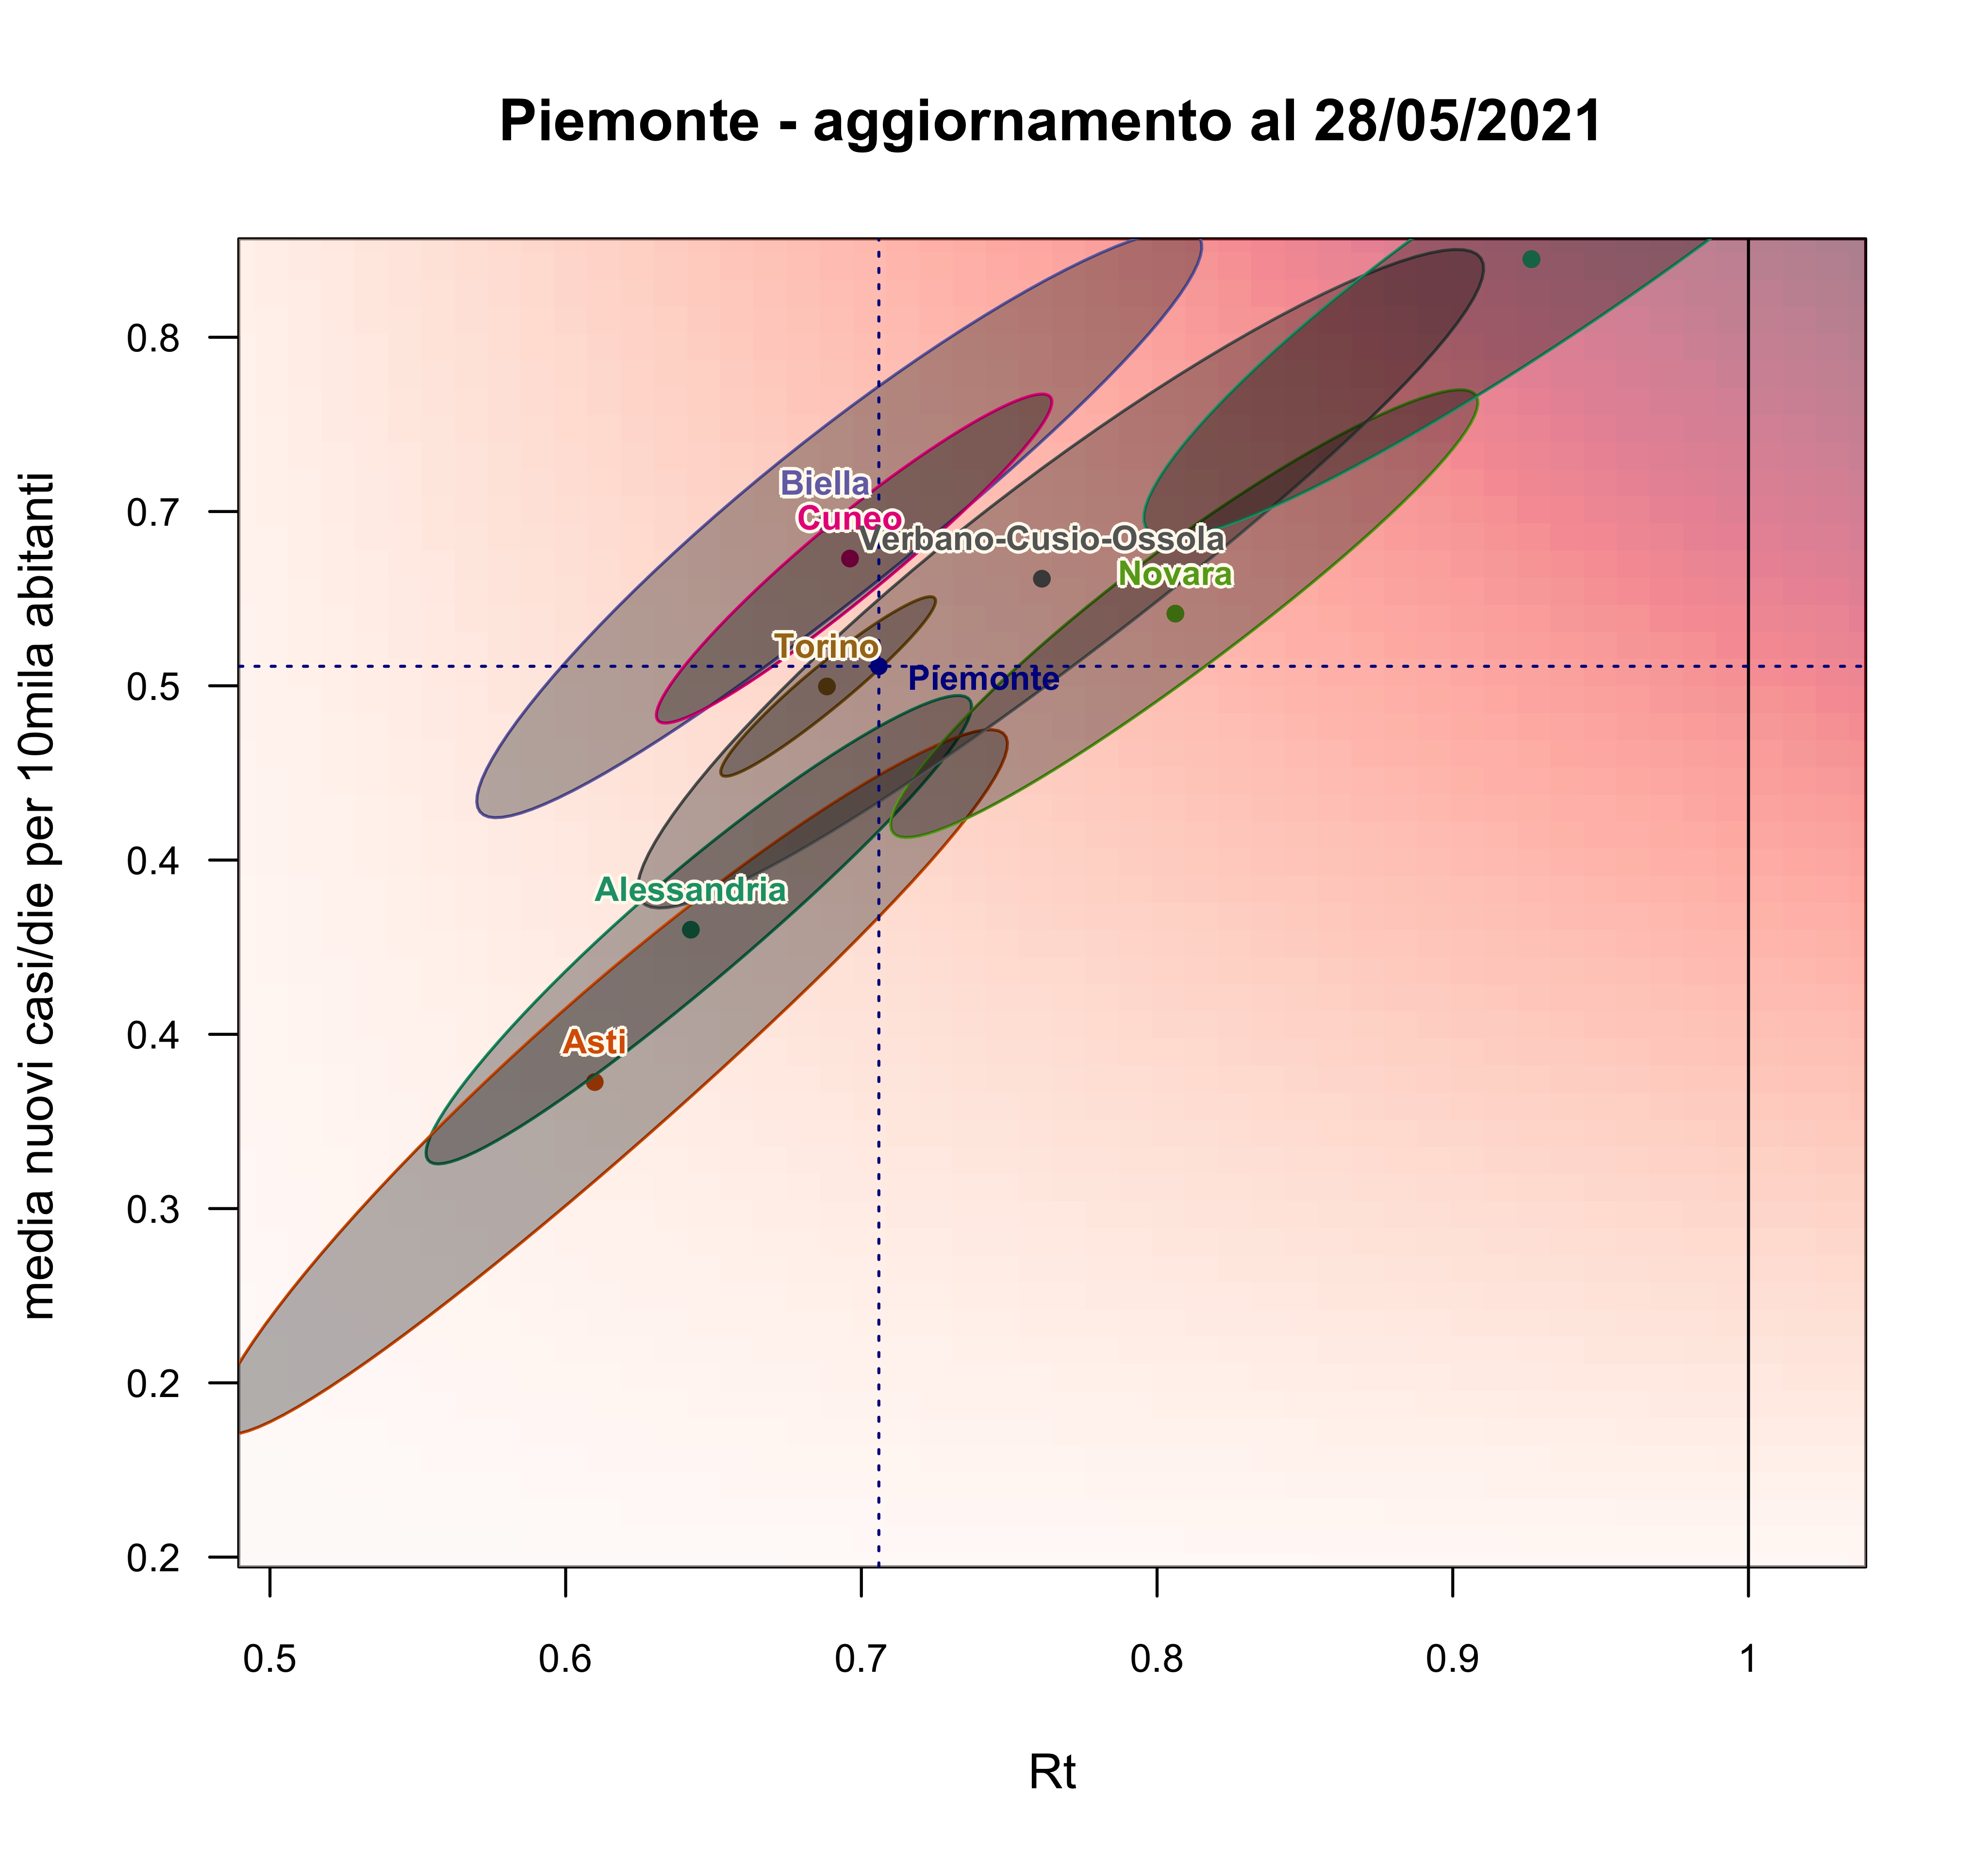 Piemonte - aggiornamento al 28/05/2021
media nuovi casi/die per 10mila abitanti
0.8
0.7
0.5
0.4
0.4
0.3
0.2
0.2
Biella
Cuneo
Verbano-Cusio-Ossola
Novara
Torino
Piemonte
Alessandria
Asti
0.5 0.6 0.7 0.8 0.9 1
Rt